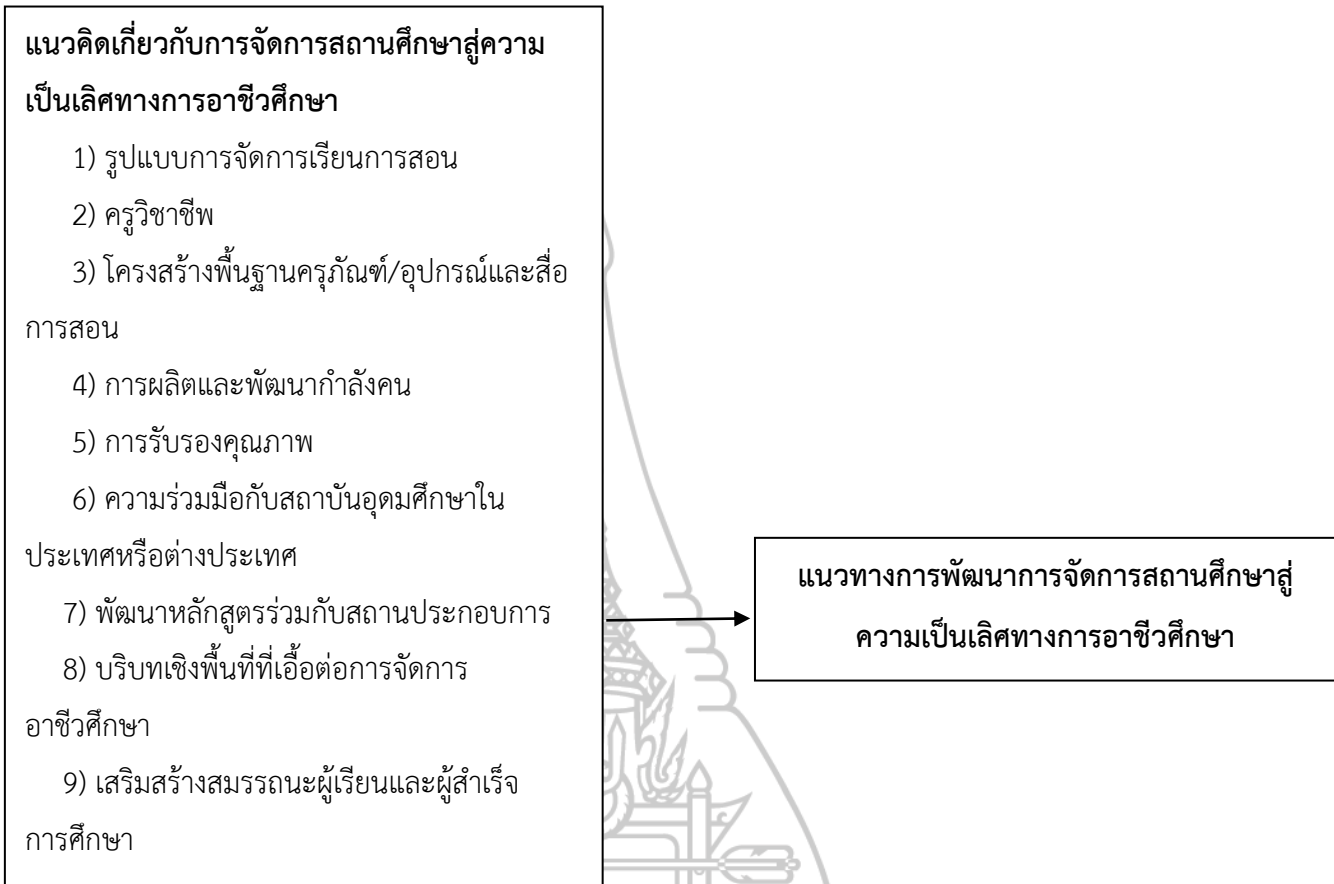 แนวคิดเกี่ยวกับการจัดการสถานศึกษาสู่ความ
เป็นเลิศทางการอาชีวศึกษา
1) รูปแบบการจัดการเรียนการสอน
2) ครูวิชาชีพ
3) โครงสร้างพื้นฐานครุภัณฑ์/อุปกรณ์และสื่อ
การสอน
4) การผลิตและพัฒนากำลังคน
5) การรับรองคุณภาพ
6) ความร่วมมือกับสถาบันอุดมศึกษาใน
ประเทศหรือต่างประเทศ
7) พัฒนาหลักสูตรร่วมกับสถานประกอบการ
8) บริบทเชิงพื้นที่ที่เอื้อต่อการจัดการ
อาชีวศึกษา
9) เสริมสร้างสมรรถนะผู้เรียนและผู้สำเร็จ
การศึกษา
แนวทางการพัฒนาการจัดการสถานศึกษาสู่
ความเป็นเลิศทางการอาชีวศึกษา